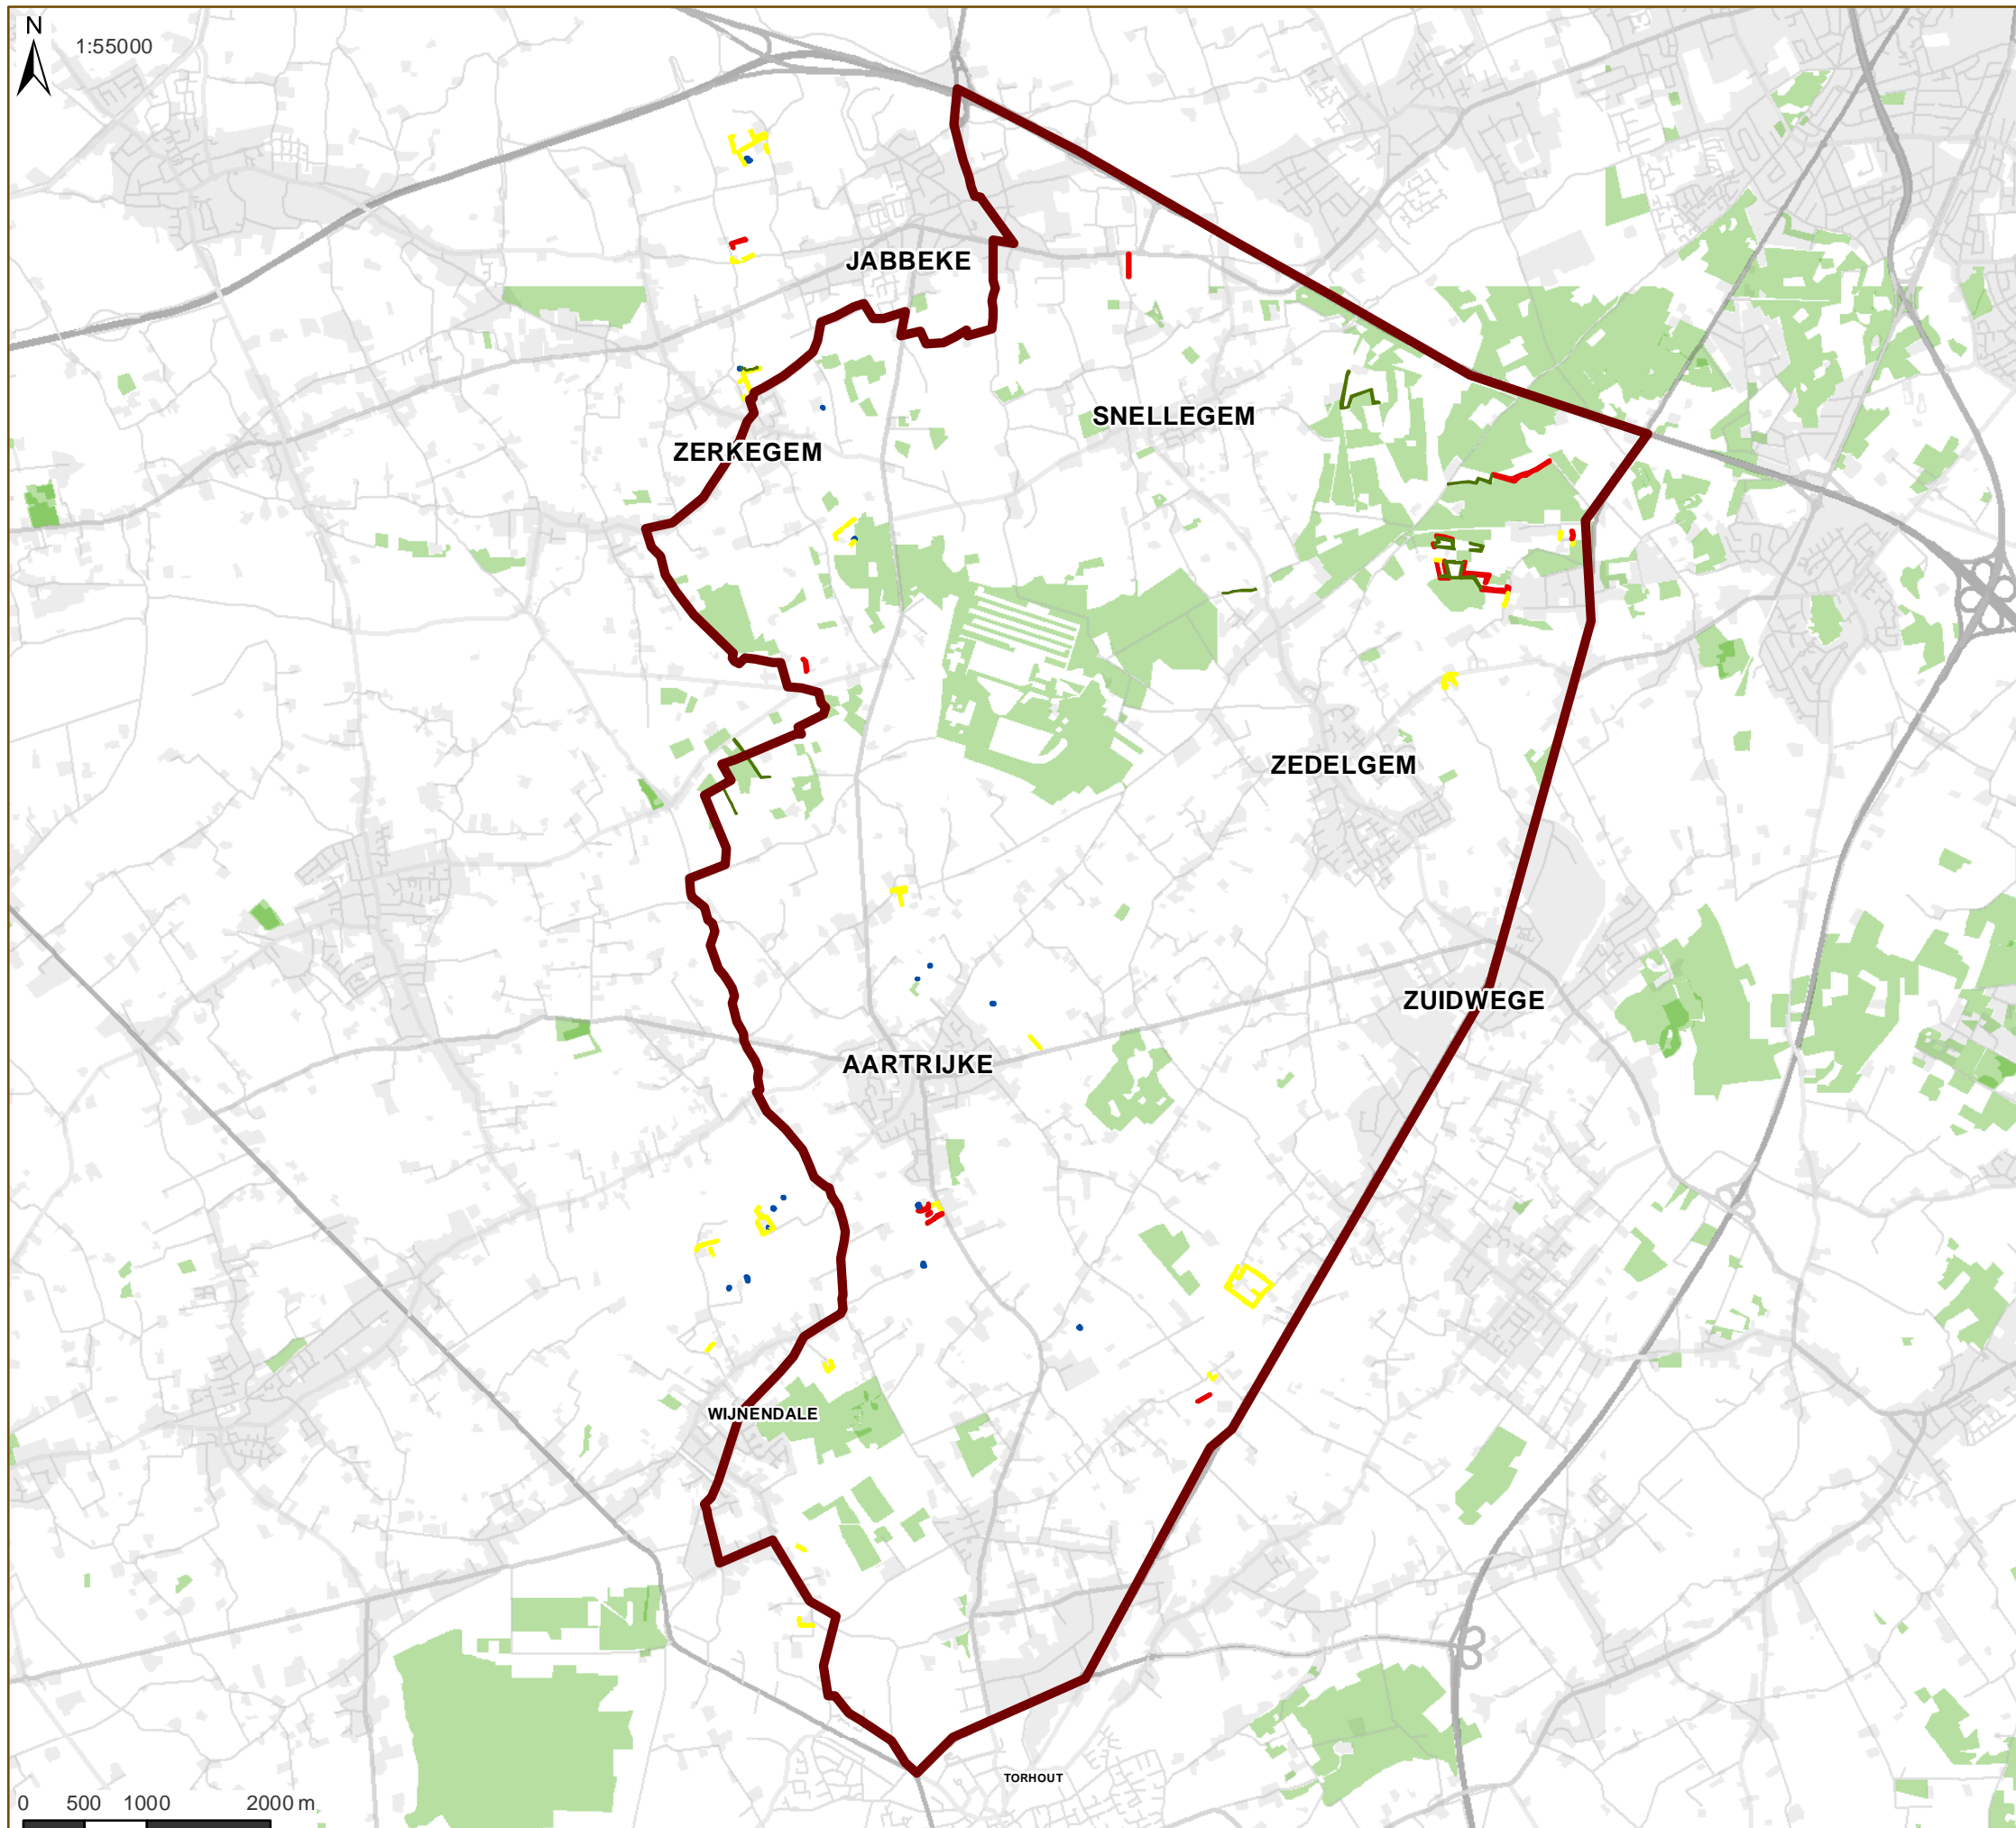 N
1:55000
JABBEKE
SNELLEGEM
ZERKEGEM
ZEDELGEM
ZUIDWEGE
AARTRIJKE
WIJNENDALE
TORHOUT
0 500 1000 2000 m